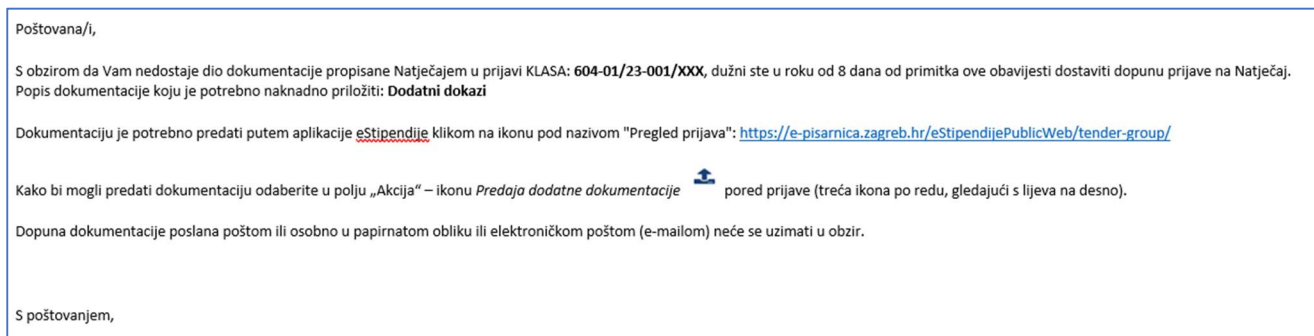 Poštovana/i,
S obzirom da Vam nedostaje dio dokumentacije propisane Natječajem u prijavi KLASA: 604-01/23-001/XXX, dužni ste u roku od 8 dana od primitka ove obavijesti dostaviti dopunu prijave na Natječaj.
Popis dokumentacije koju je potrebno naknadno priložiti: Dodatni dokazi
Dokumentaciju je potrebno predati putem aplikacije eStipendije klikom na ikonu pod nazivom "Pregled prijava": https://e-pisarnica.zagreb.hr/eStipendijePublicWeb/tender-group/
Kako bi mogli predati dokumentaciju odaberite u polju „Akcija“ – ikonu Predaja dodatne dokumentacije pored prijave (treća ikona po redu, gledajući s lijeva na desno).
Dopuna dokumentacije poslana poštom ili osobno u papirnatom obliku ili elektroničkom poštom (e-mailom) neće se uzimati u obzir.
S poštovanjem,